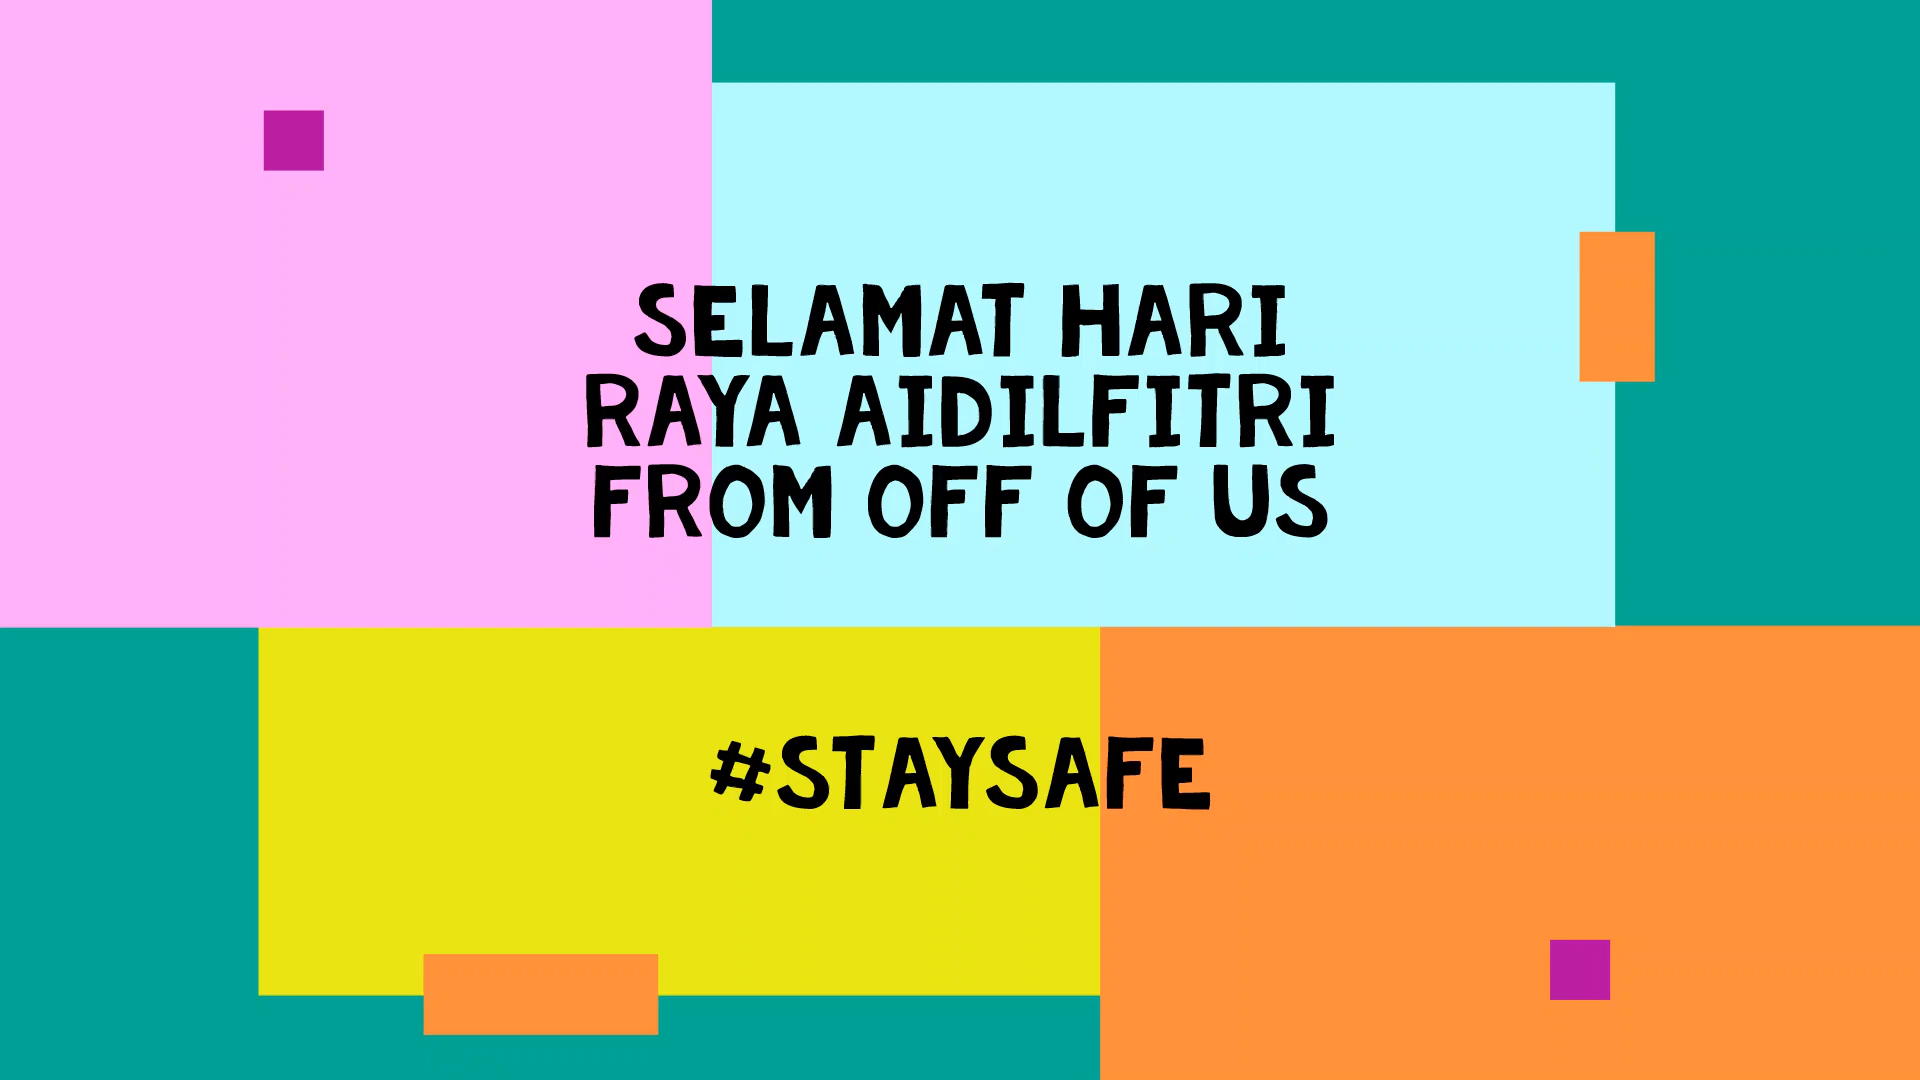 SELAMAT HARI
RAYA AIDILFITRI
FROM OFF OF US
#STAYSAFE